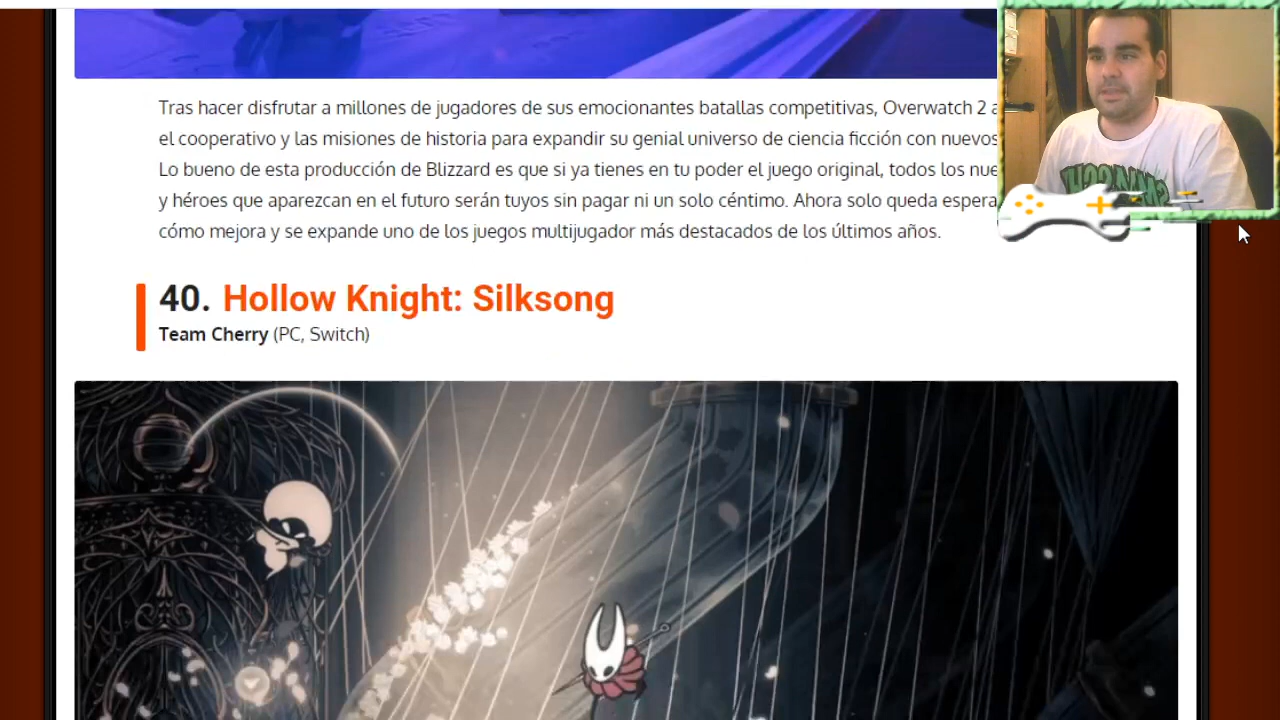 Tras hacer disfrutar a millones de jugadores de sus emocionantes batallas competitivas, Overwatch 2
el cooperativo y las misiones de historia para expandir su genial universo de ciencia ficción con nuevos
Lo bueno de esta producción de Blizzard es que si ya tienes en tu poder el juego original, todos los
y héroes que aparezcan en el futuro serán tuyos sin pagar ni un solo céntimo. Ahora solo queda
cómo mejora y se expande uno de los juegos multijugador más destacados de los últimos años.
40. Hollow Knight: Silksong
Team Cherry (PC, Switch)